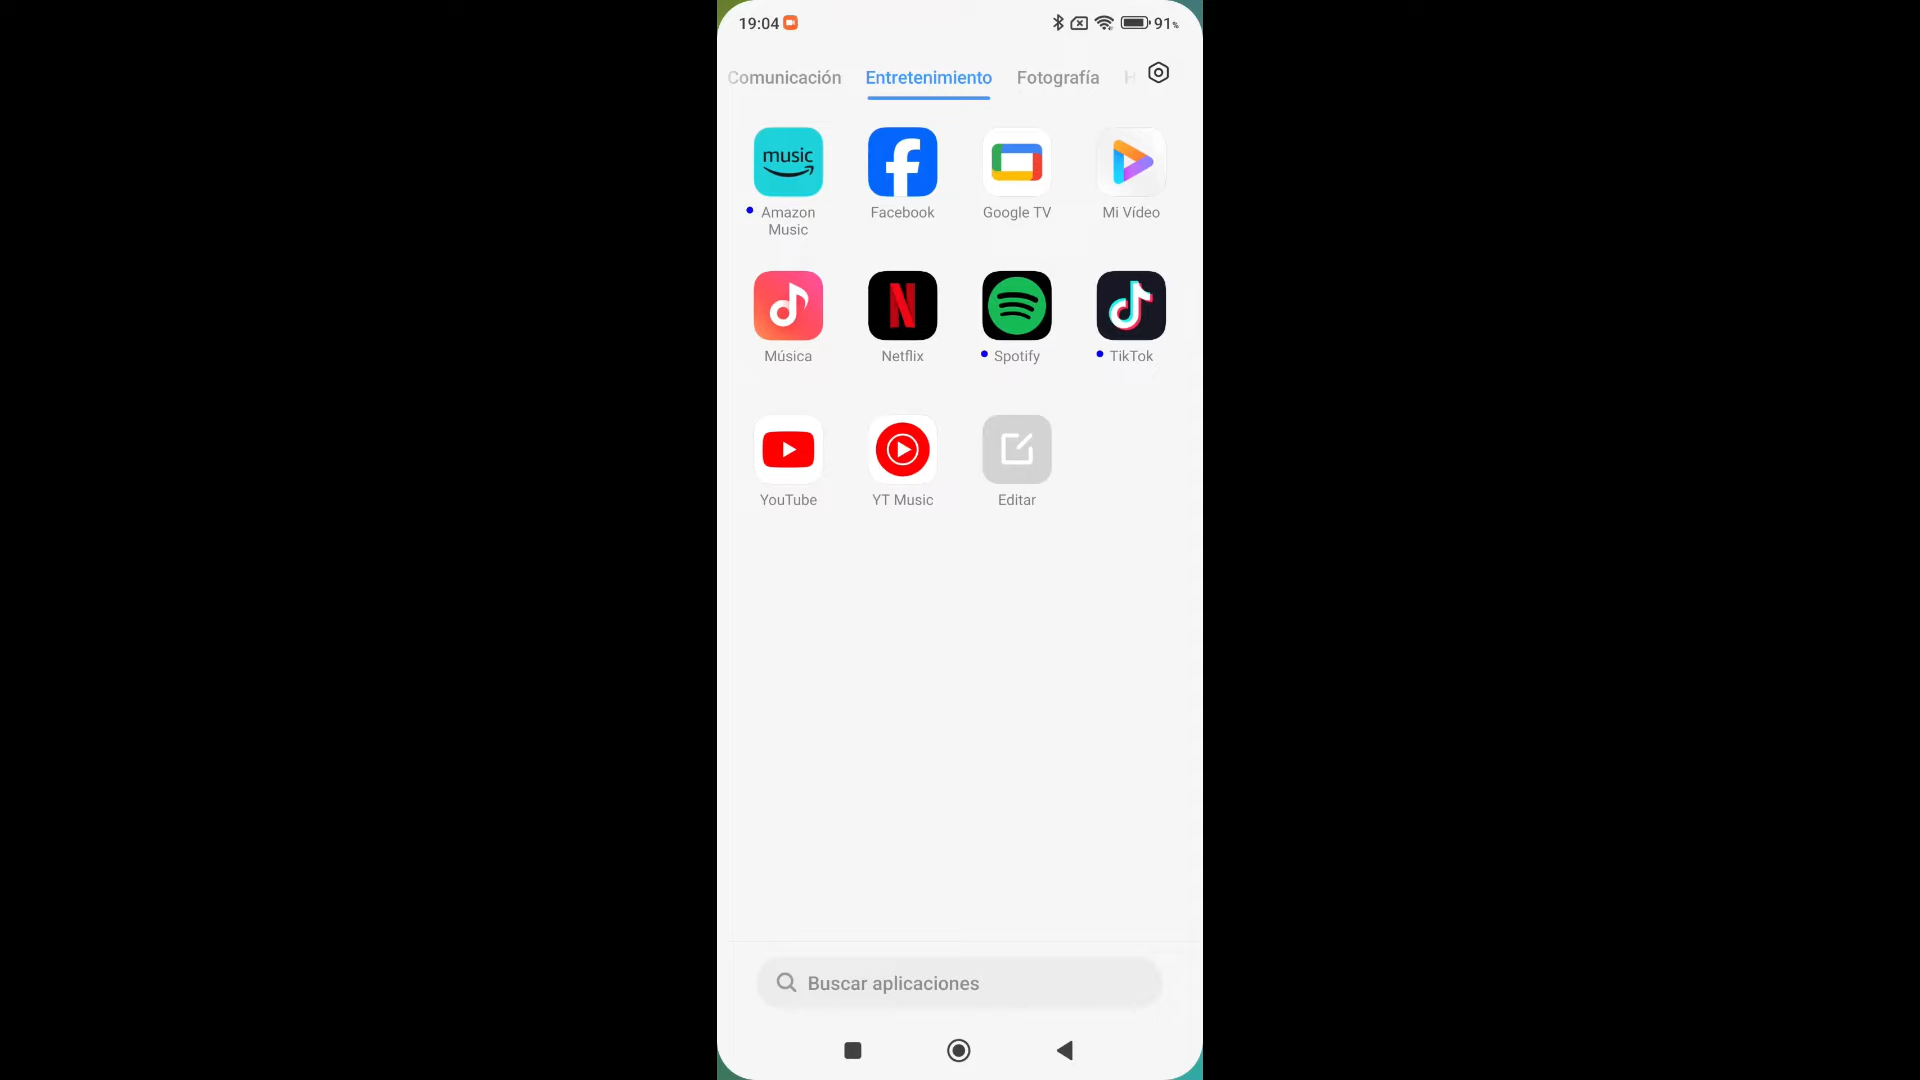 19:04
91%
Comunicación Entretenimiento Fotografía H
music
Amazon
Music
Facebook
Google TV
Mi Vídeo
Música
Netflix
Spotify
TikTok
YouTube
YT Music
Editar
Buscar aplicaciones